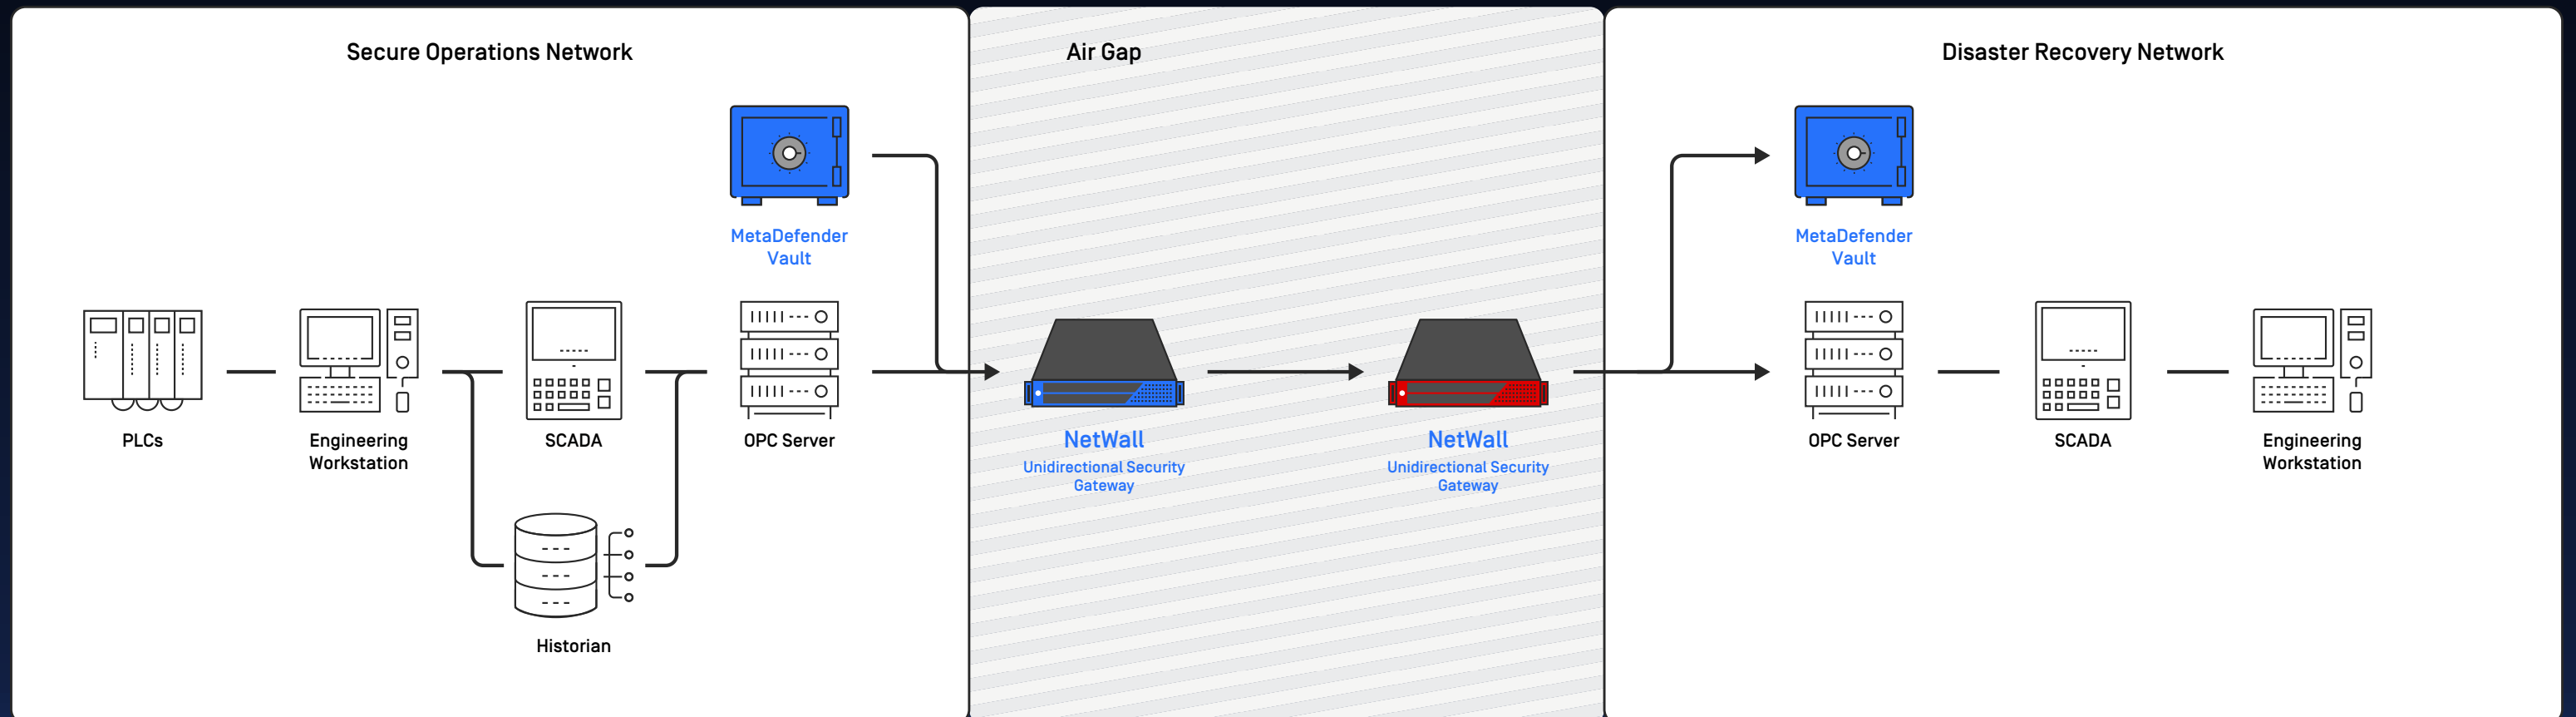 Secure Operations Network
Air Gap
Disaster Recovery Network
MetaDefender
Vault
MetaDefender
Vault
PLCs
Engineering
Workstation
SCADA
OPC Server
NetWall
Unidirectional Security
Gateway
NetWall
Unidirectional Security
Gateway
OPC Server
SCADA
Engineering
Workstation
Historian